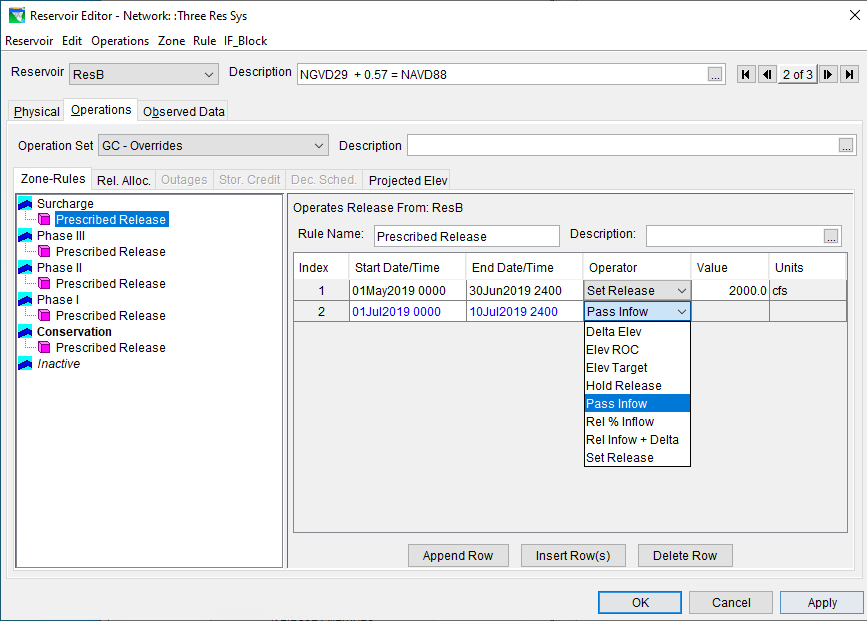 Reservoir Editor - Network: :Three Res Sys
Reservoir Edit Operations Zone Rule IF_Block
Reservoir ResB Description NGVD29 + 0.57 = NAVD88 ... 2 of 3
Physical Operations Observed Data
Operation Set GC - Overrides Description ...
Zone-Rules Rel. Alloc. Outages Stor. Credit Dec. Sched. Projected Elev
Surcharge
Prescribed Release
Phase III
Prescribed Release
Phase II
Prescribed Release
Phase I
Prescribed Release
Conservation
Prescribed Release
Inactive
Operates Release From: ResB
Rule Name: Prescribed Release Description: ...
Index Start Date/Time End Date/Time Operator Value Units
1 01May2019 0000 30Jun2019 2400 Set Release 2000.0 cfs
2 01Jul2019 0000 10Jul2019 2400 Pass Infow
Delta Elev
Elev ROC
Elev Target
Hold Release
Pass Infow
Rel % Inflow
Rel Infow + Delta
Set Release
Append Row Insert Row(s) Delete Row
OK Cancel Apply